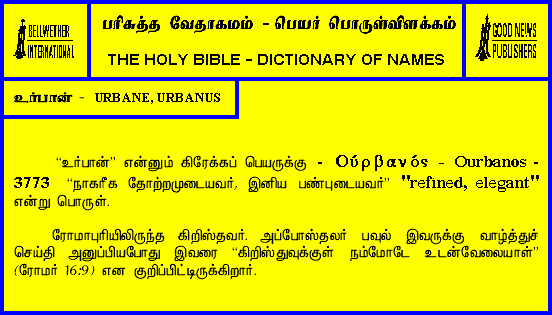 BELLWETHER
INTERNATIONAL
பரிசுத்த வேதாகமம் - பெயர் பொருள்விளக்கம்
THE HOLY BIBLE - DICTIONARY OF NAMES
GOOD NEWS
PUBLISHERS
உர்பான் - URBANE, URBANUS
“உர்பான்” என்னும் கிரேக்கப் பெயருக்கு - Οὐρβανός - Ourbanos -
3773 “நாகரீக தோற்றமுடையவர், இனிய பண்புடையவர்” "refined, elegant"
என்று பொருள்.
ரோமாபுரியிலிருந்த கிறிஸ்தவர். அப்போஸ்தலர் பவுல் இவருக்கு வாழ்த்துச்
செய்தி அனுப்பியபோது இவரை “கிறிஸ்துவுக்குள் நம்மோடே உடன்வேலையாள்”
(ரோமர் 16:9) என குறிப்பிட்டிருக்கிறார்.